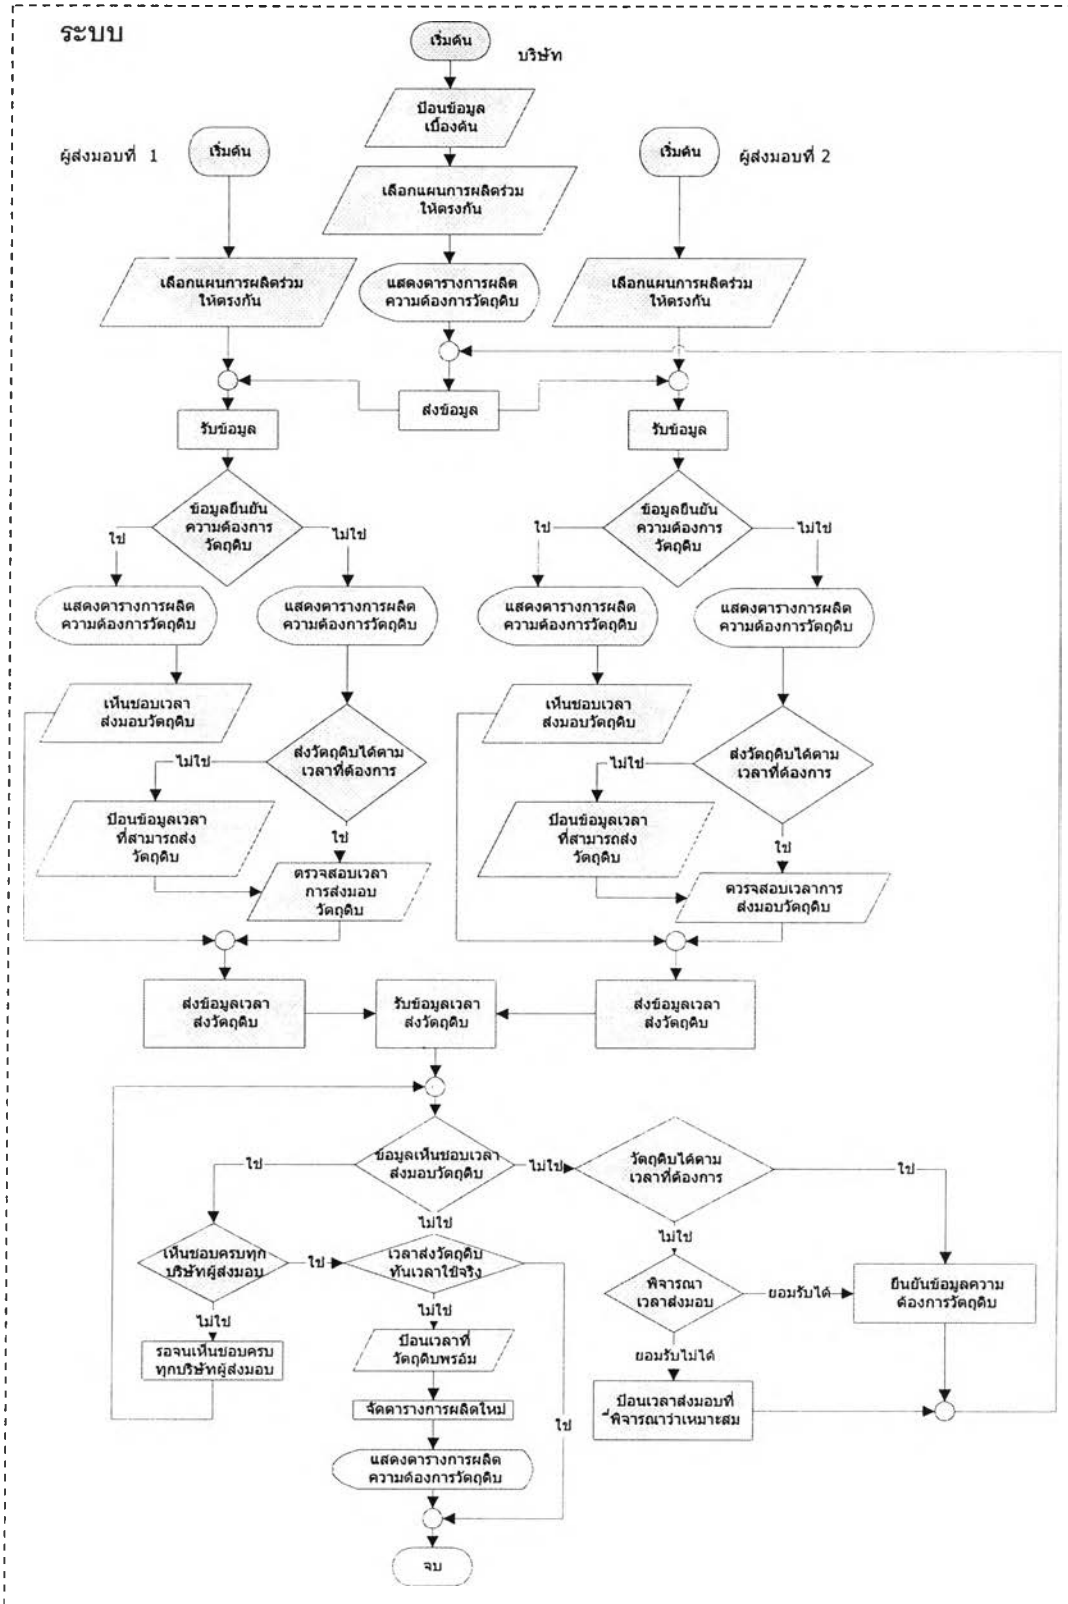 ระบบ
เริ่มต้น
บริษัท
ป้อนข้อมูล
เบื้องต้น
ผู้ส่งมอบที่ 1
เริ่มต้น
เริ่มต้น
ผู้ส่งมอบที่ 2
เลือกแผนการผลิตร่วม
ให้ตรงกัน
เลือกแผนการผลิตร่วม
ให้ตรงกัน
แสดงตารางการผลิต
ความต้องการวัตถุดิบ
เลือกแผนการผลิตร่วม
ให้ตรงกัน
ส่งข้อมูล
รับข้อมูล
รับข้อมูล
ข้อมูลยืนยัน
ความต้องการ
วัตถุดิบ
ใช่
ไม่ใช่
ข้อมูลยืนยัน
ความต้องการ
วัตถุดิบ
ใช่
ไม่ใช่
แสดงตารางการผลิต
ความต้องการวัตถุดิบ
แสดงตารางการผลิต
ความต้องการวัตถุดิบ
แสดงตารางการผลิต
ความต้องการวัตถุดิบ
แสดงตารางการผลิต
ความต้องการวัตถุดิบ
เห็นชอบเวลา
ส่งมอบวัตถุดิบ
เห็นชอบเวลา
ส่งมอบวัตถุดิบ
ส่งวัตถุดิบได้ตาม
เวลาที่ต้องการ
ไม่ใช่
ส่งวัตถุดิบได้ตาม
เวลาที่ต้องการ
ไม่ใช่
ป้อนข้อมูลเวลา
ที่สามารถส่ง
วัตถุดิบ
ใช่
ป้อนข้อมูลเวลา
ที่สามารถส่ง
วัตถุดิบ
ใช่
ตรวจสอบเวลา
การส่งมอบ
วัตถุดิบ
ตวรจสอบเวลาการ
ส่งมอบวัตถุดิบ
ส่งข้อมูลเวลา
ส่งวัตถุดิบ
รับข้อมูลเวลา
ส่งวัตถุดิบ
ส่งข้อมูลเวลา
ส่งวัตถุดิบ
ข้อมูลเห็นชอบเวลา
ส่งมอบวัตถุดิบ
ใช่
ไม่ใช่
วัตถุดิบได้ตาม
เวลาที่ต้องการ
ใช่
ไม่ใช่
ไม่ใช่
เห็นชอบครบทุก
บริษัทผู้ส่งมอบ
ใช่
เวลาส่งวัตถุดิบ
ทันเวลาใช้จริง
พิจารณา
เวลาส่งมอบ
ยอมรับได้
ยืนยันข้อมูลความ
ต้องการวัตถุดิบ
ไม่ใช่
ไม่ใช่
รอจนเห็นชอบครบ
ทุกบริษัทผู้ส่งมอบ
ป้อนเวลาที่
วัตถุดิบพรอ้ม
ยอมรับไม่ได้
จัดตารางการผลิตใหม่
ใช่
ป้อนเวลาส่งมอบที่
ี่พิจารณาว่าเหมาะสม
แสดงตารางการผลิต
ความต้องการวัตถุดิบ
จบ